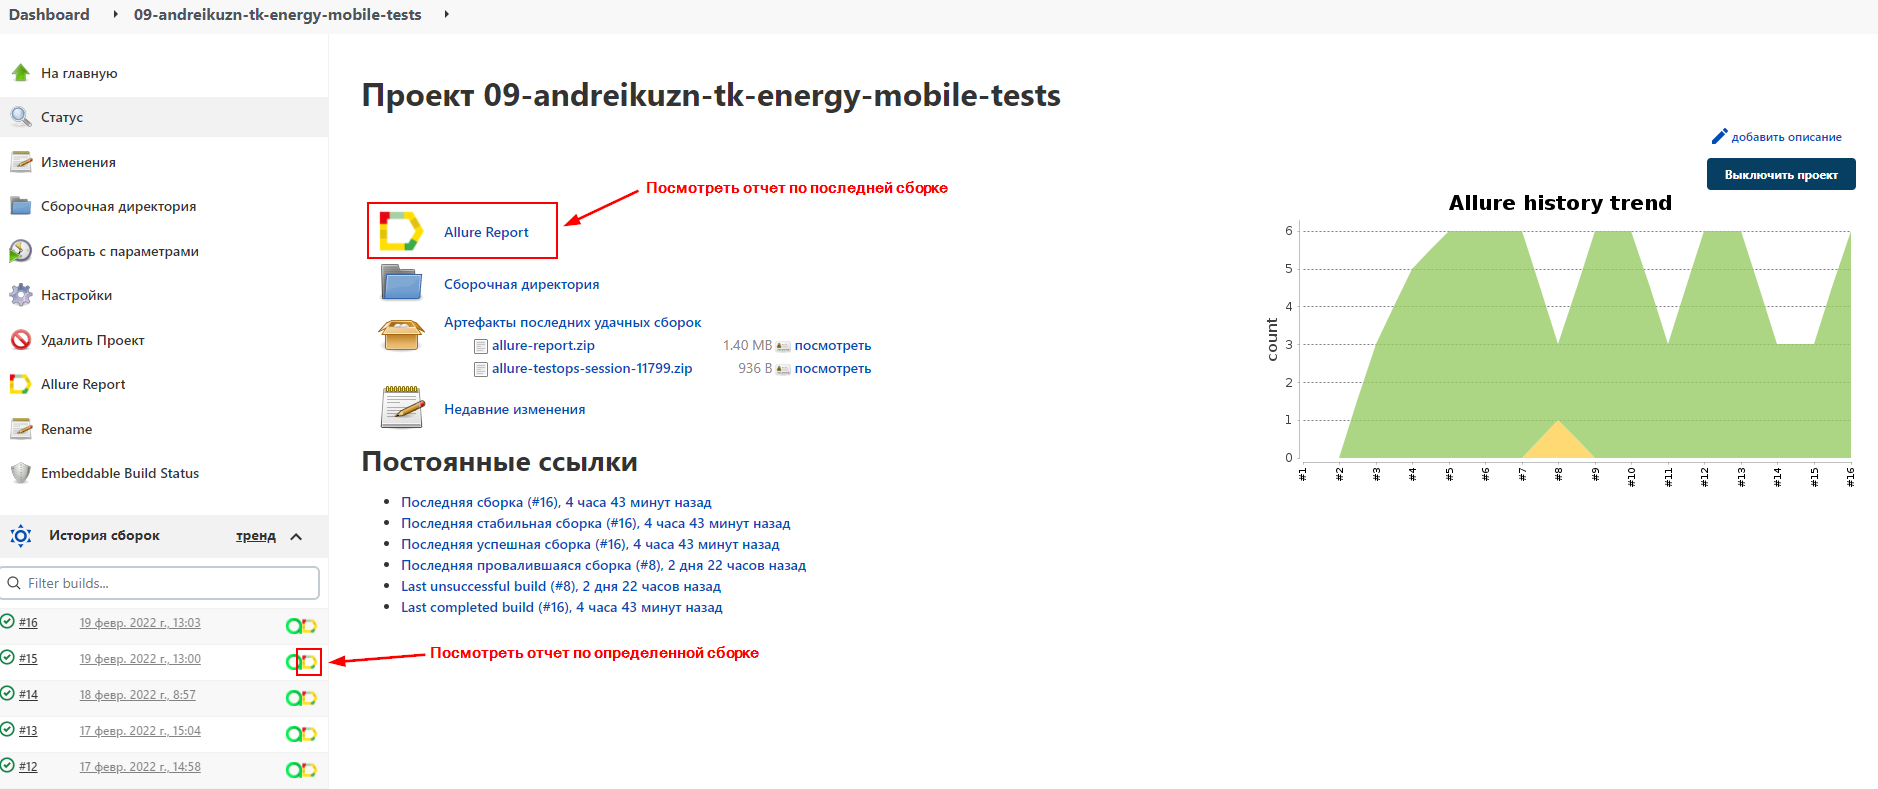 Dashboard
09-andreikuzn-tk-energy-mobile-tests
На главную
Статус
Изменения
Сборочная директория
Собрать с параметрами
Настройки
Удалить Проект
Allure Report
Rename
Embeddable Build Status
История сборок
тренд
Filter builds...
#16 19 февр. 2022 г., 13:03
#15 19 февр. 2022 г., 13:00
#14 18 февр. 2022 г., 8:57
#13 17 февр. 2022 г., 15:04
#12 17 февр. 2022 г., 14:58
Проект 09-andreikuzn-tk-energy-mobile-tests
добавить описание
Выключить проект
Посмотреть отчет по последней сборке
Allure Report
Сборочная директория
Артефакты последних удачных сборок
allure-report.zip 1.40 MB посмотреть
allure-testops-session-11799.zip 936 B посмотреть
Недавние изменения
Постоянные ссылки
Последняя сборка (#16), 4 часа 43 минут назад
Последняя стабильная сборка (#16), 4 часа 43 минут назад
Последняя успешная сборка (#16), 4 часа 43 минут назад
Последняя провалившаяся сборка (#8), 2 дня 22 часов назад
Last unsuccessful build (#8), 2 дня 22 часов назад
Last completed build (#16), 4 часа 43 минут назад
Посмотреть отчет по определенной сборке
Allure history trend
count
6
5
4
3
2
1
0
#1 #2 #3 #4 #5 #6 #7 #8 #9 #10 #11 #12 #13 #14 #15 #16